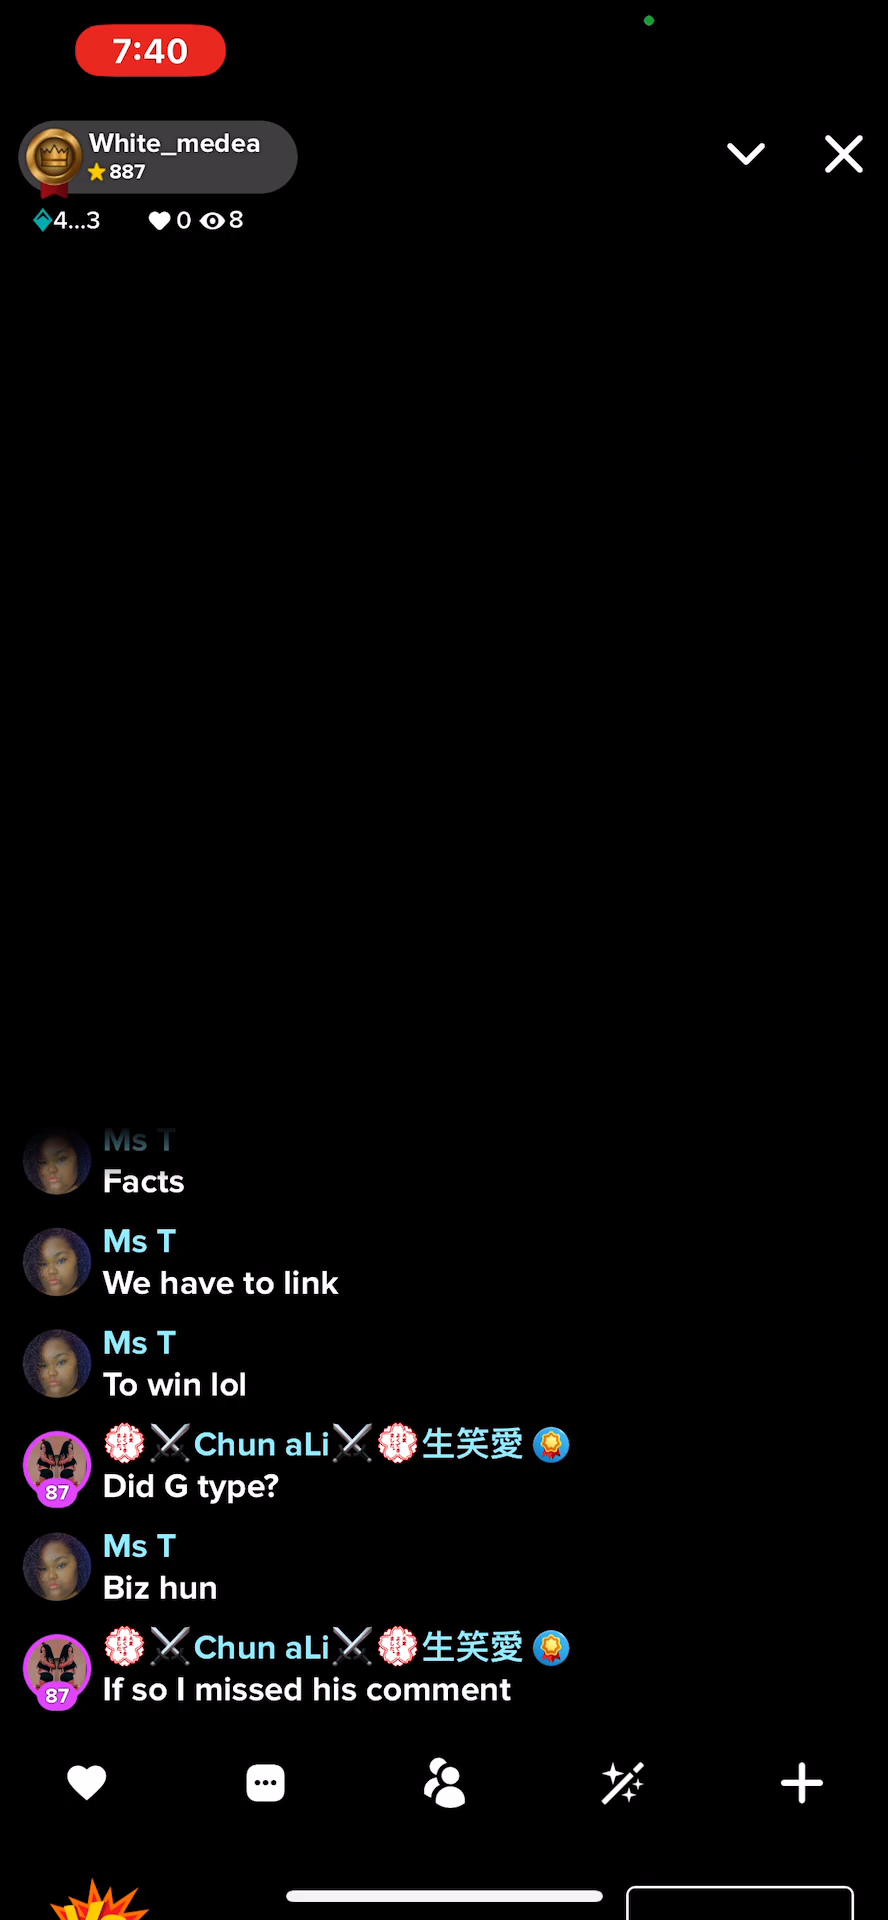 7:40
White_medea
887
4...3 0 8
Ms T
Facts
Ms T
We have to link
Ms T
To win lol
Chun aLi 生笑愛
87
Did G type?
Ms T
Biz hun
Chun aLi 生笑愛
87
If so I missed his comment